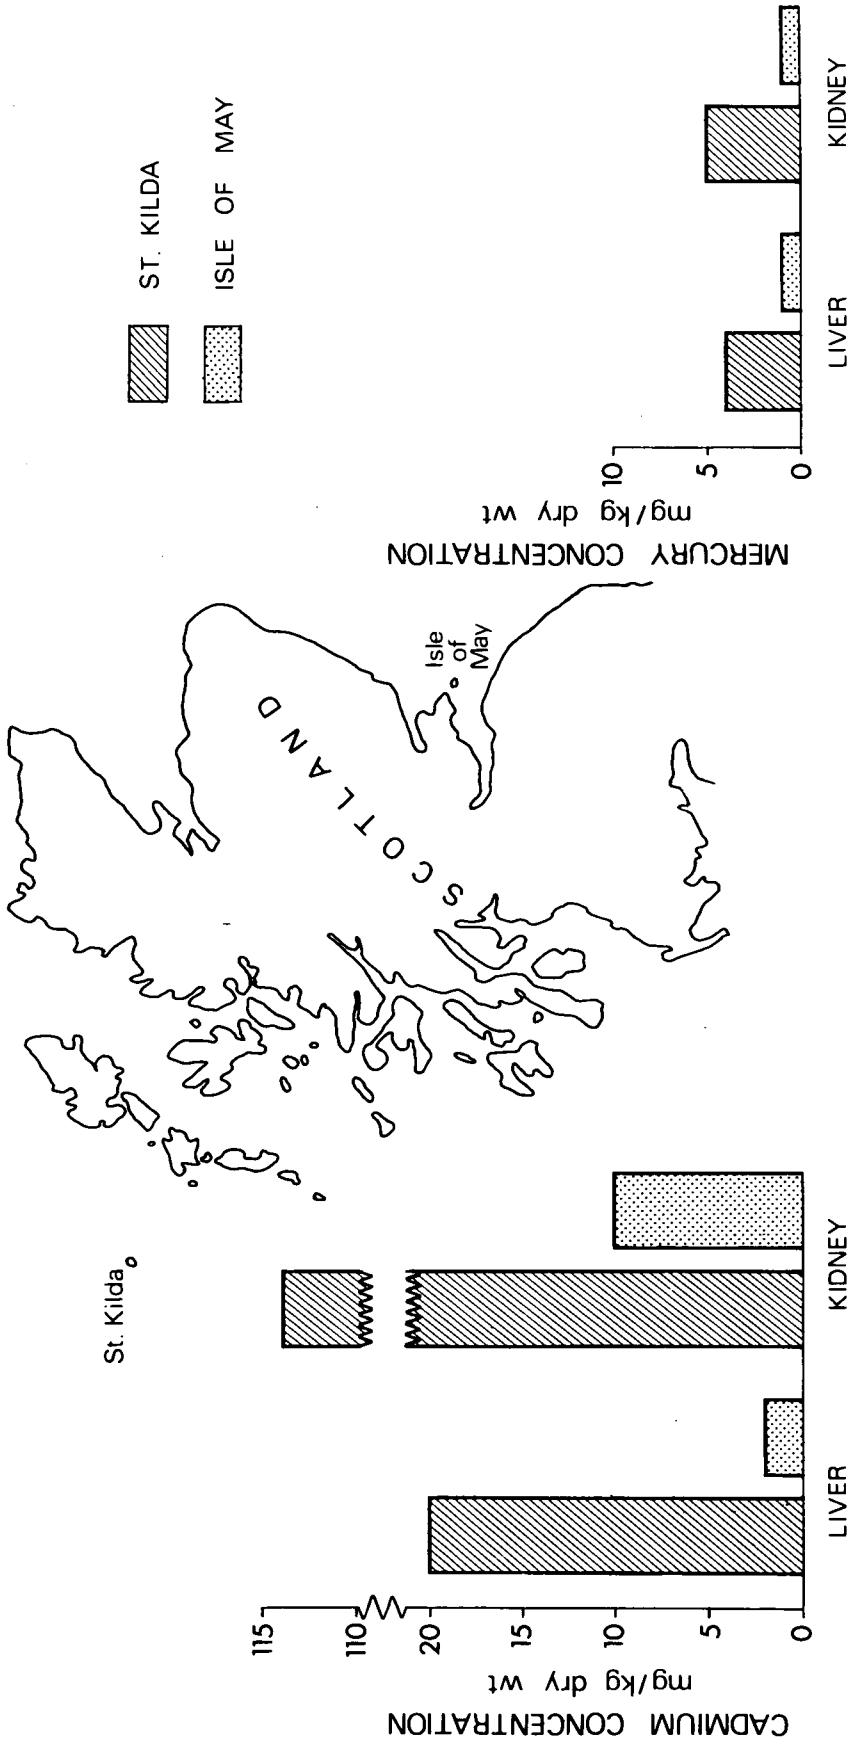 St. Kilda
SCOTLAND
Isle
of
May
ST. KILDA
ISLE OF MAY
CADMIUM CONCENTRATION
mg/kg dry wt
115
110
20
15
10
5
0
LIVER
KIDNEY
MERCURY CONCENTRATION
mg/kg dry wt
10
5
0
LIVER
KIDNEY